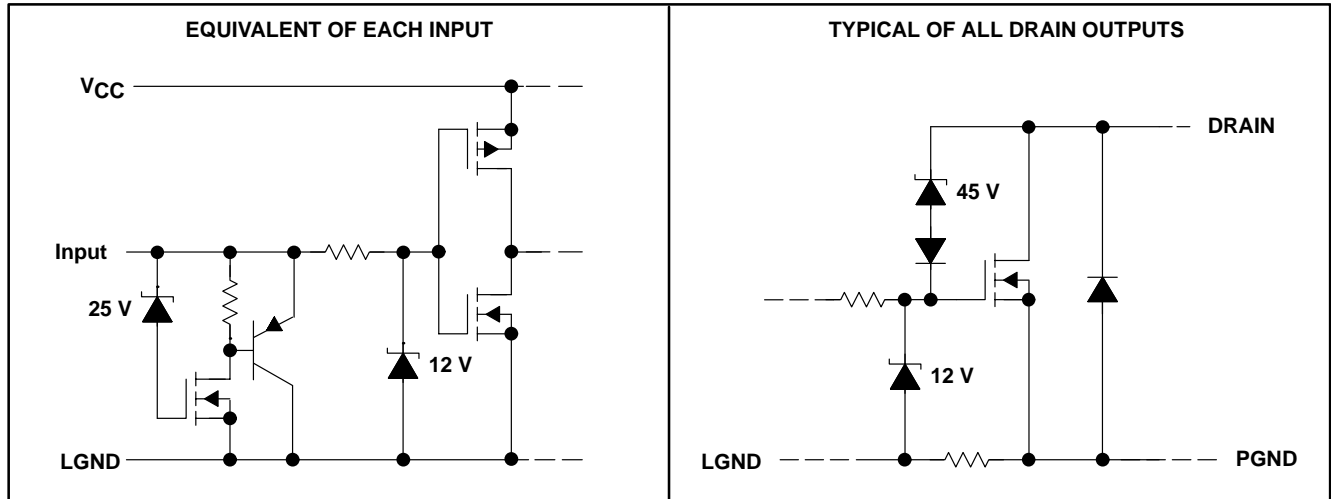 EQUIVALENT OF EACH INPUT
VCC
Input
25 V
12 V
LGND
TYPICAL OF ALL DRAIN OUTPUTS
DRAIN
45 V
12 V
LGND
PGND